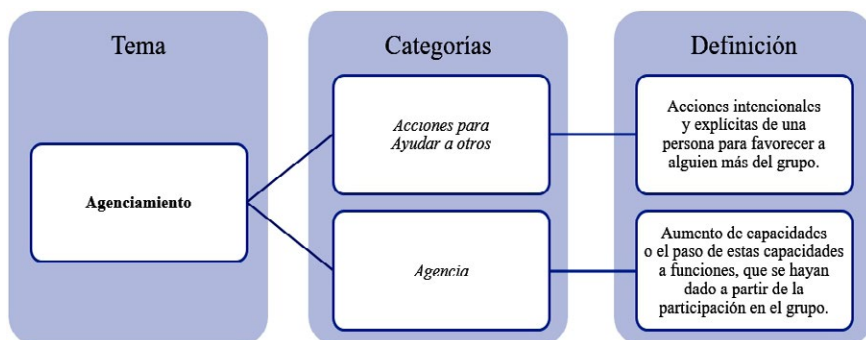 Tema
Categorías
Definición
Agenciamiento
Acciones para
Ayudar a otros
Acciones intencionales
y explícitas de una
persona para favorecer a
alguien más del grupo.
Agencia
Aumento de capacidades
o el paso de estas capacidades
a funciones, que se hayan
dado a partir de la
participación en el grupo.